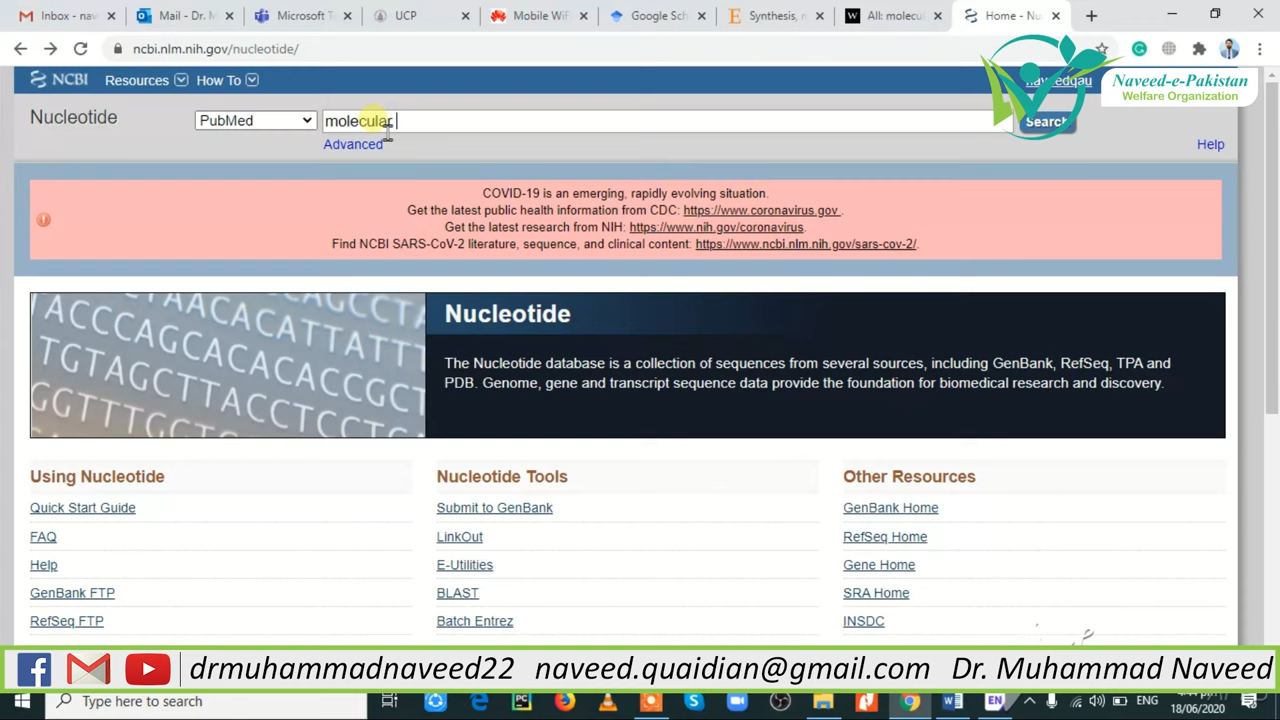 Inbox - nav
Mail - Dr. M
Microsoft T
UCP
Mobile WiF
Google Sch
Synthesis, n
All: molecul
Home - Nu
ncbi.nlm.nih.gov/nucleotide/
NCBI Resources How To
naveedqau
Naveed-e-Pakistan
Welfare Organization
Nucleotide PubMed molecular Search
Advanced Help
COVID-19 is an emerging, rapidly evolving situation.
Get the latest public health information from CDC: https://www.coronavirus.gov .
Get the latest research from NIH: https://www.nih.gov/coronavirus.
Find NCBI SARS-CoV-2 literature, sequence, and clinical content: https://www.ncbi.nlm.nih.gov/sars-cov-2/.
ACCCAGCACACACCGTATT
Nucleotide
The Nucleotide database is a collection of sequences from several sources, including GenBank, RefSeq, TPA and
PDB. Genome, gene and transcript sequence data provide the foundation for biomedical research and discovery.
Using Nucleotide
Quick Start Guide
FAQ
Help
GenBank FTP
RefSeq FTP
Nucleotide Tools
Submit to GenBank
LinkOut
E-Utilities
BLAST
Batch Entrez
Other Resources
GenBank Home
RefSeq Home
Gene Home
SRA Home
INSDC
drmuhammadnaveed22 naveed.quaidian@gmail.com Dr. Muhammad Naveed
Type here to search
EN
ENG
18/06/2020